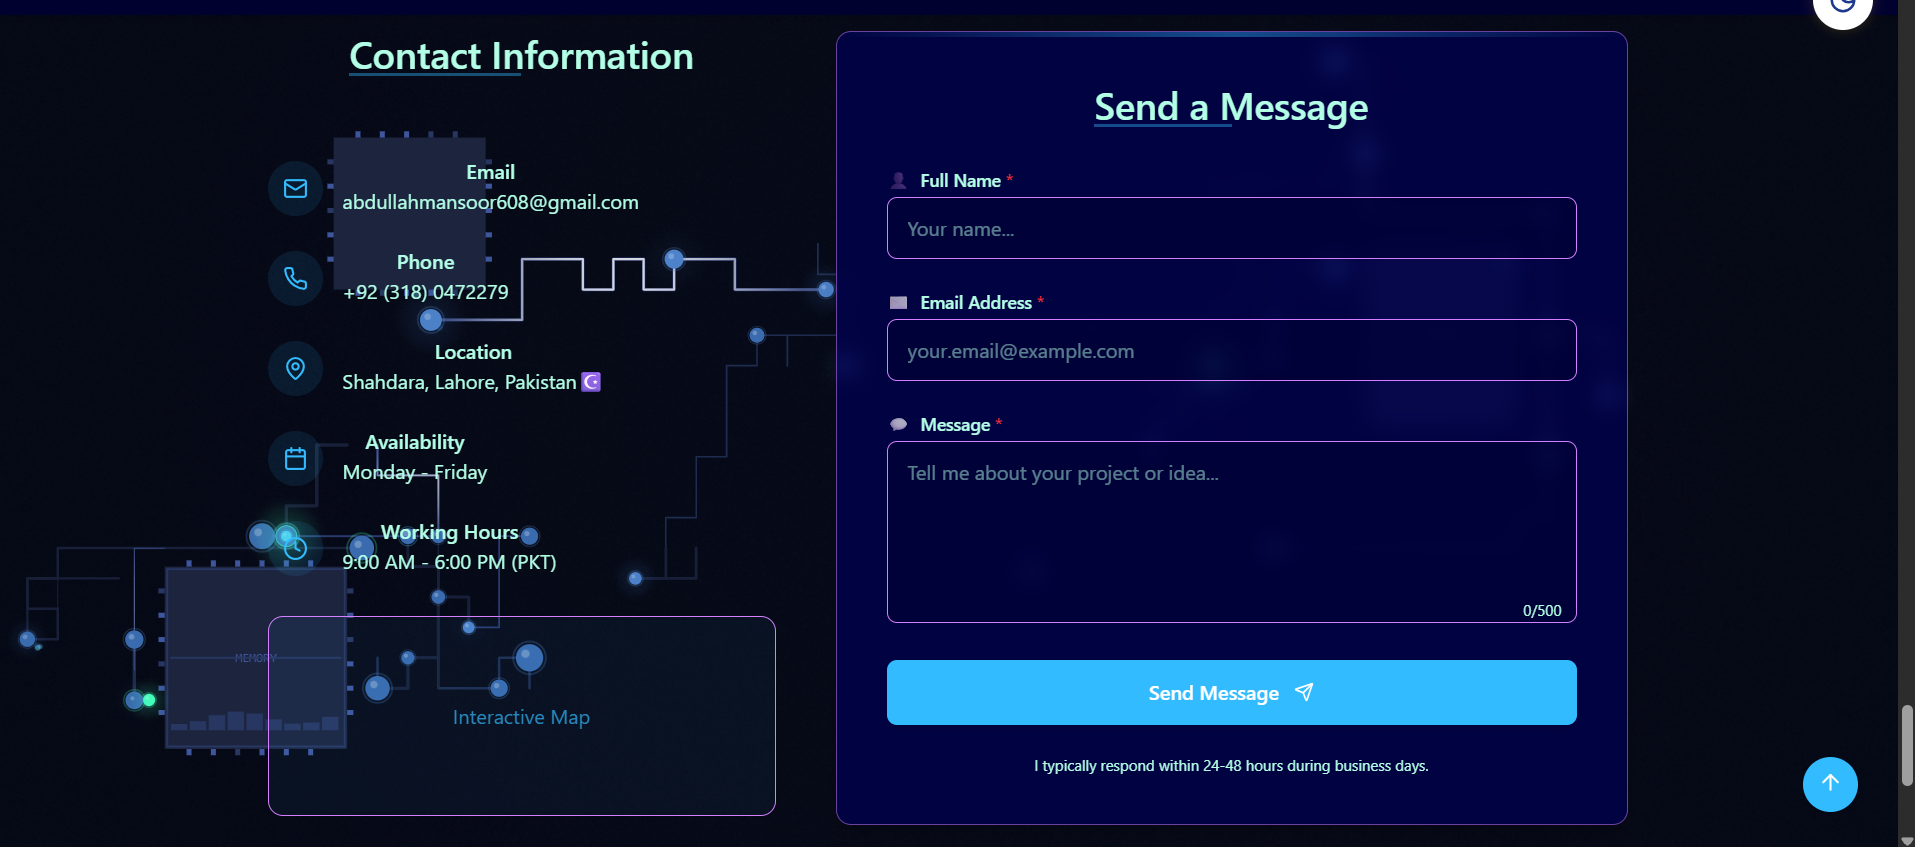 Contact Information
Email
abdullahmansoor608@gmail.com
Phone
+92 (318) 0472279
Location
Shahdara, Lahore, Pakistan ☪️
Availability
Monday - Friday
Working Hours
9:00 AM - 6:00 PM (PKT)
MEMORY
Interactive Map
Send a Message
Full Name *
Your name...
Email Address *
your.email@example.com
Message *
Tell me about your project or idea...
0/500
Send Message
I typically respond within 24-48 hours during business days.